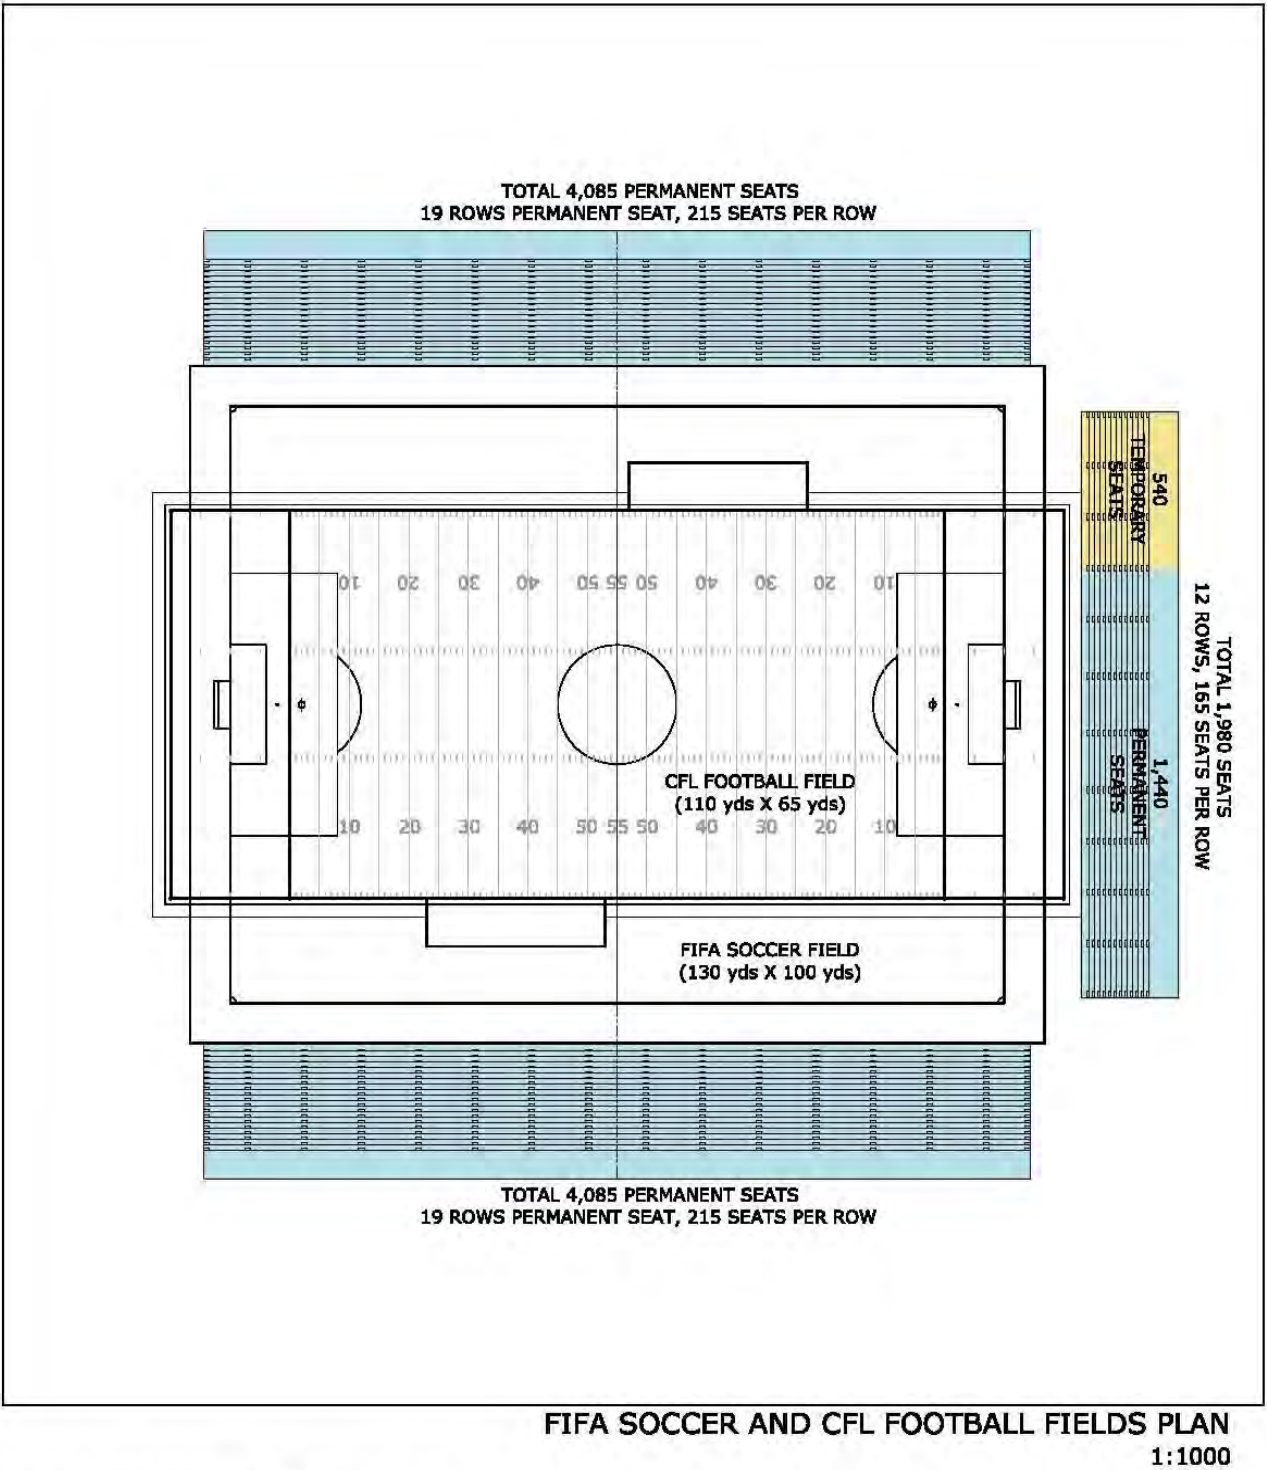 TOTAL 4,085 PERMANENT SEATS
19 ROWS PERMANENT SEAT, 215 SEATS PER ROW
540
TEMPORARY
SEATS
10 20 30 40 50 55 50 40 30 20 10
TOTAL 1,980 SEATS
12 ROWS, 165 SEATS PER ROW
1,440
PERMANENT
SEATS
CFL FOOTBALL FIELD
(110 yds X 65 yds)
10 20 30 40 50 55 50 40 30 20 10
FIFA SOCCER FIELD
(130 yds X 100 yds)
TOTAL 4,085 PERMANENT SEATS
19 ROWS PERMANENT SEAT, 215 SEATS PER ROW
FIFA SOCCER AND CFL FOOTBALL FIELDS PLAN
1:1000